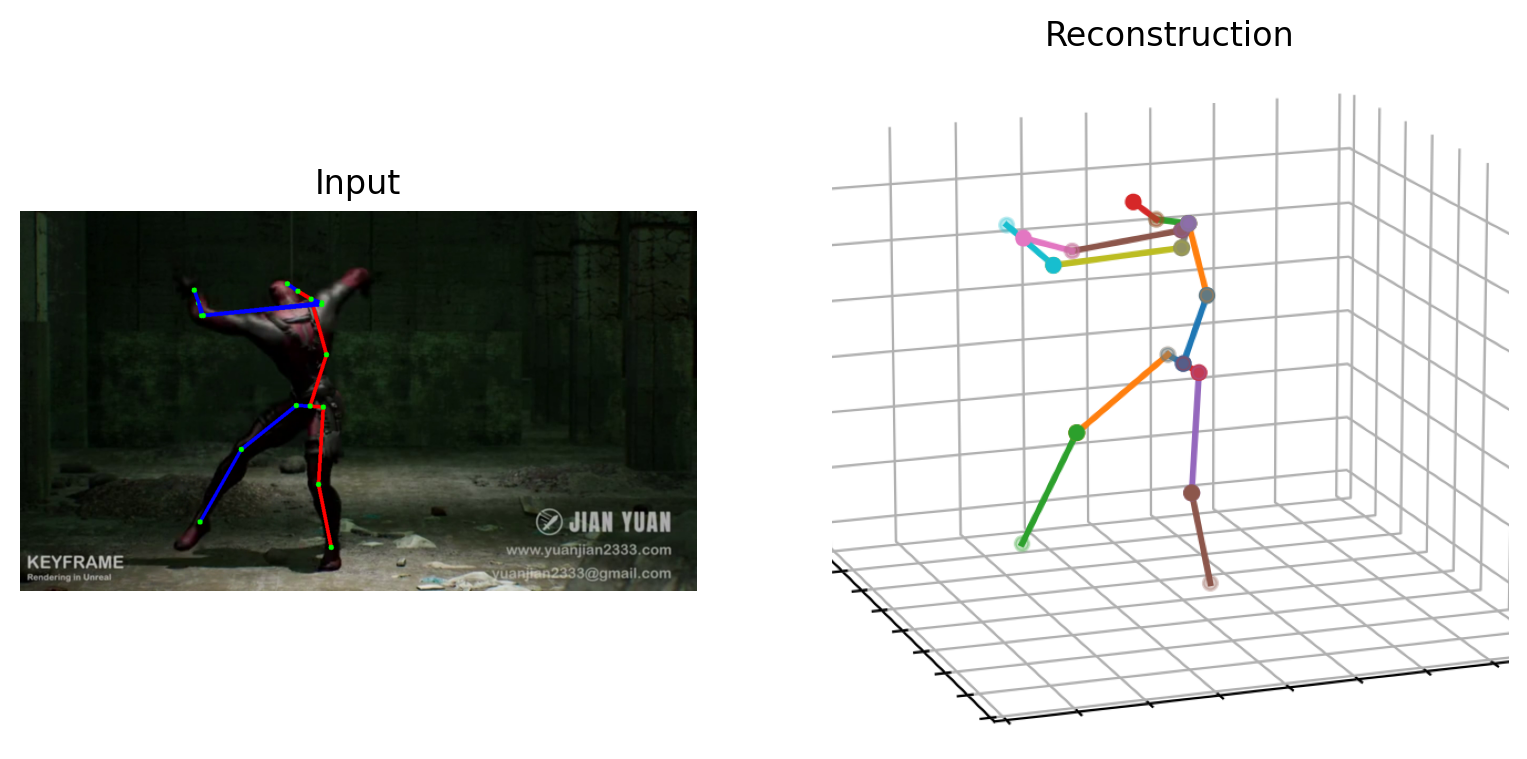 Reconstruction
Input
JIAN YUAN
www.yuanjian2333.com
KEYFRAME
Rendering in Unreal
yuanjian2333@gmail.com